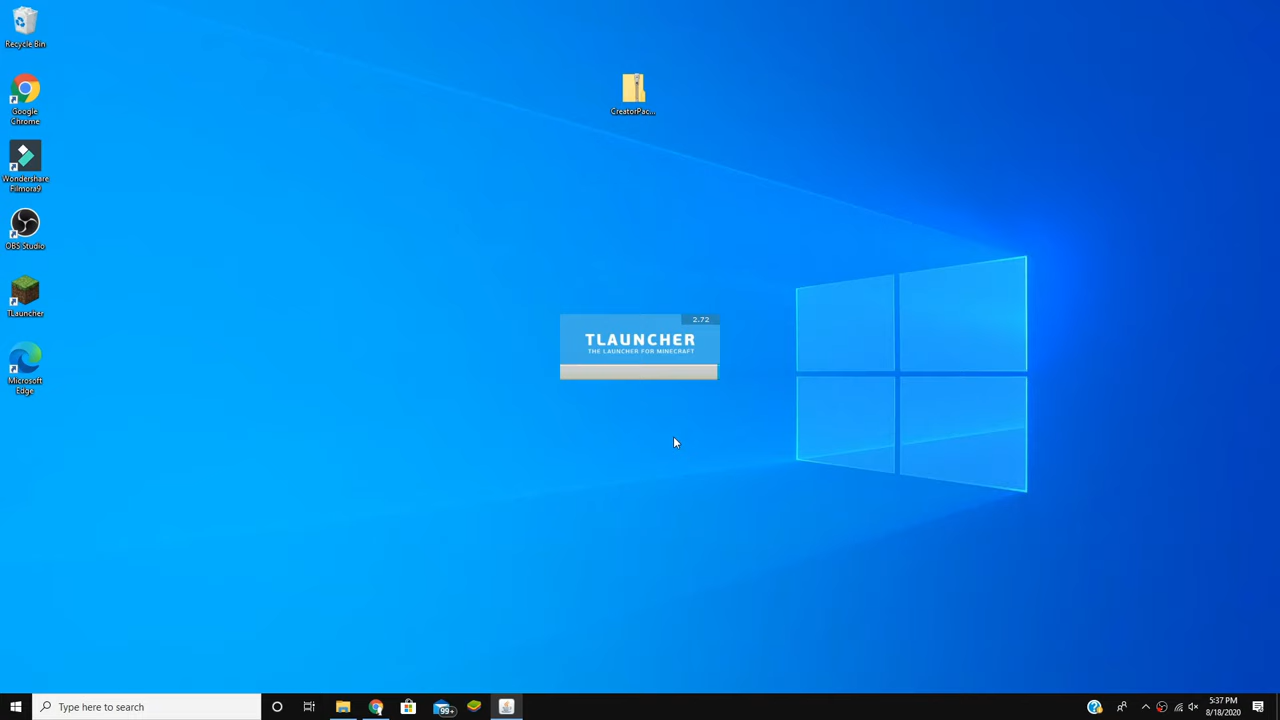 Recycle Bin
Google
Chrome
Wondershare
Filmora9
OBS Studio
TLauncher
Microsoft
Edge
CreatorPac...
2.72
TLAUNCHER
THE LAUNCHER FOR MINECRAFT
Type here to search
99+
5:37 PM
8/18/2020